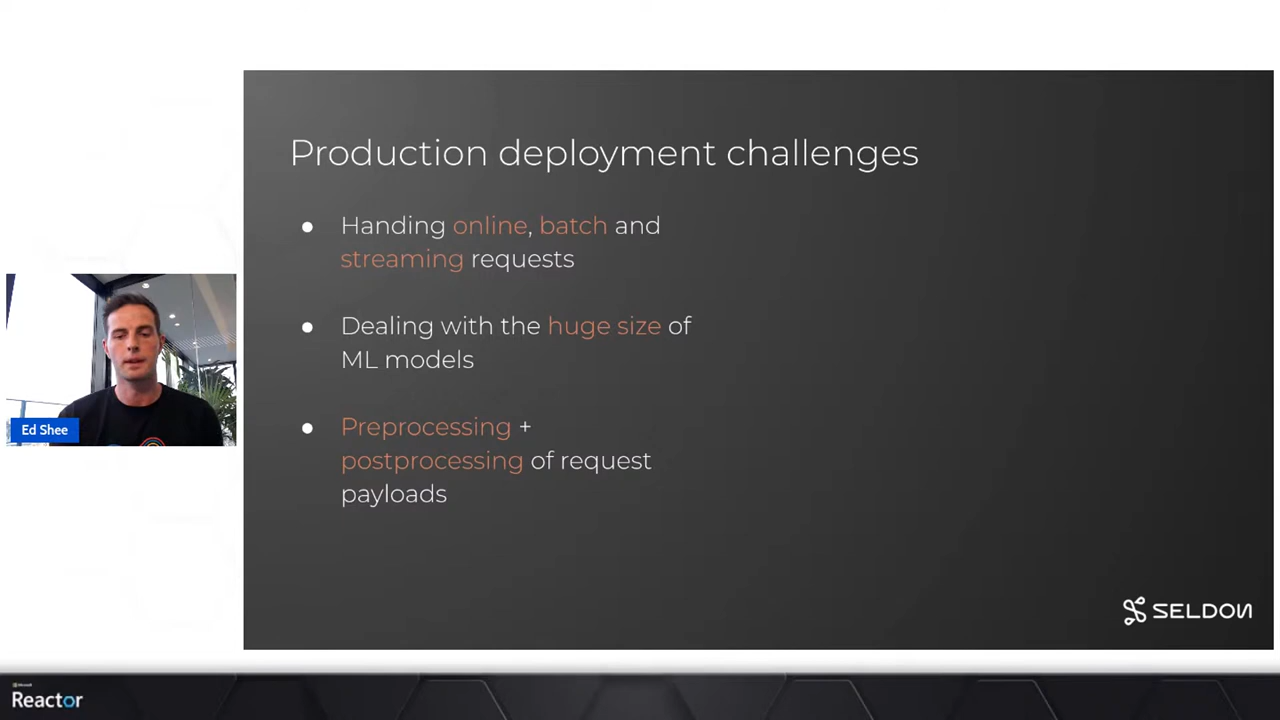 Production deployment challenges
● Handing online, batch and
streaming requests
● Dealing with the huge size of
ML models
● Preprocessing +
postprocessing of request
payloads
Ed Shee
SELDON
Microsoft
Reactor